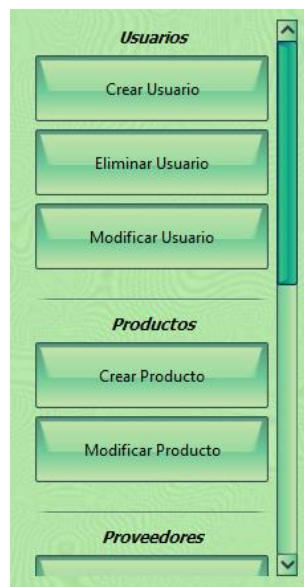 Usuarios
Crear Usuario
Eliminar Usuario
Modificar Usuario
Productos
Crear Producto
Modificar Producto
Proveedores